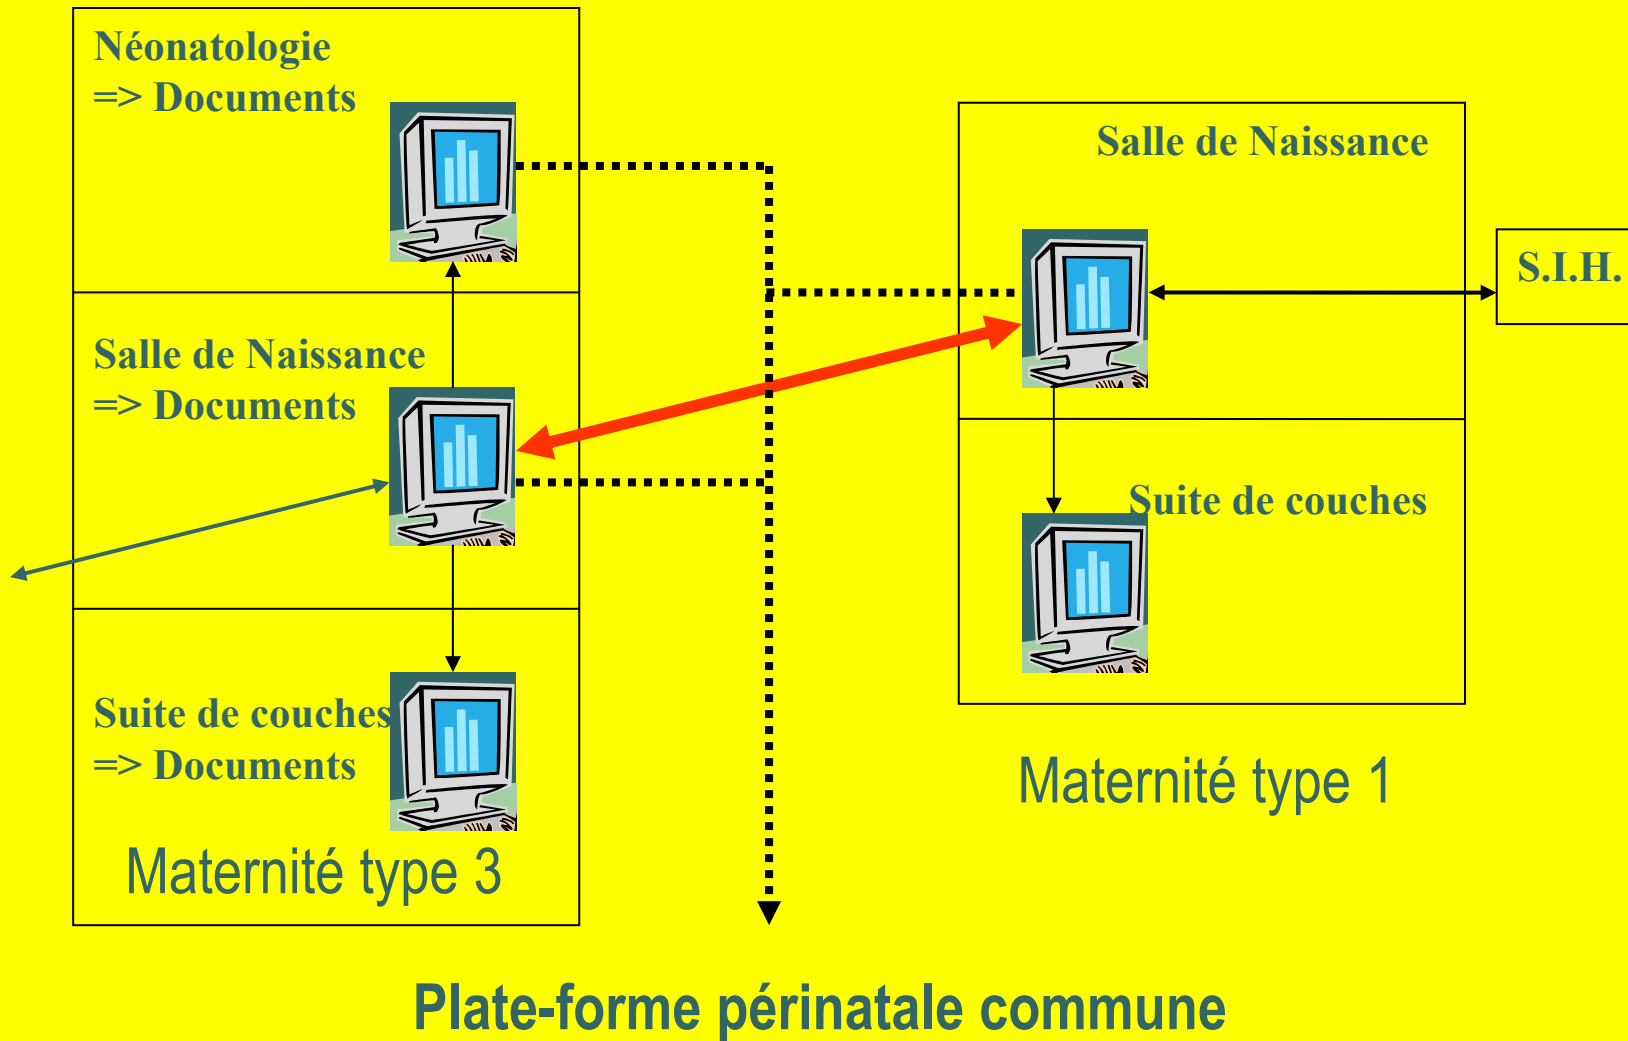 Néonatologie
=> Documents
Salle de Naissance
=> Documents
Suite de couches
=> Documents
Maternité type 3
Salle de Naissance
S.I.H.
Suite de couches
Maternité type 1
Plate-forme périnatale commune